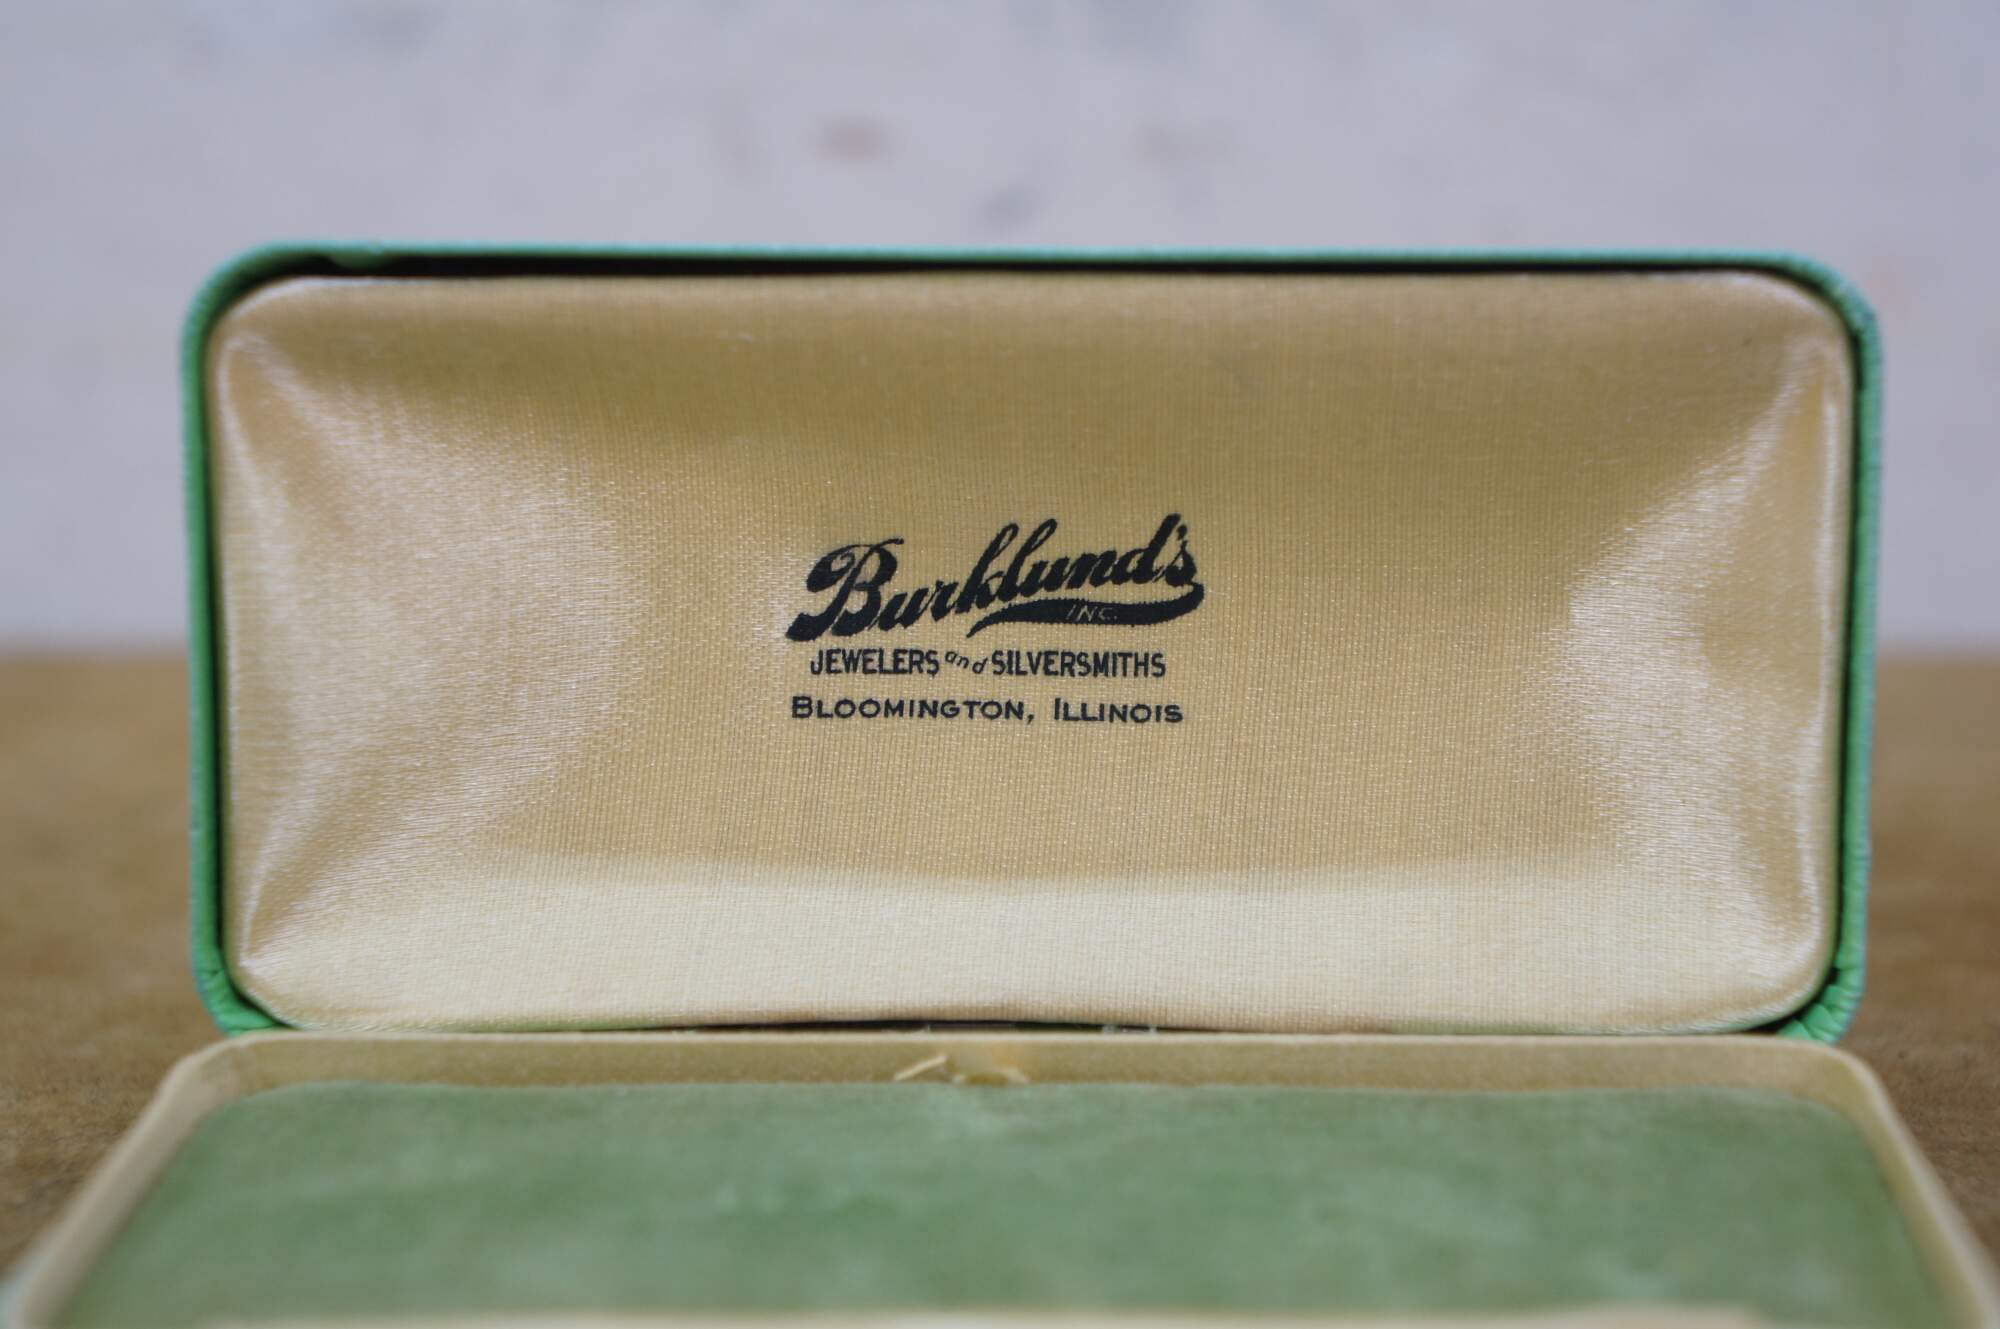 Burklund's
INC.
JEWELERS and SILVERSMITHS
BLOOMINGTON, ILLINOIS